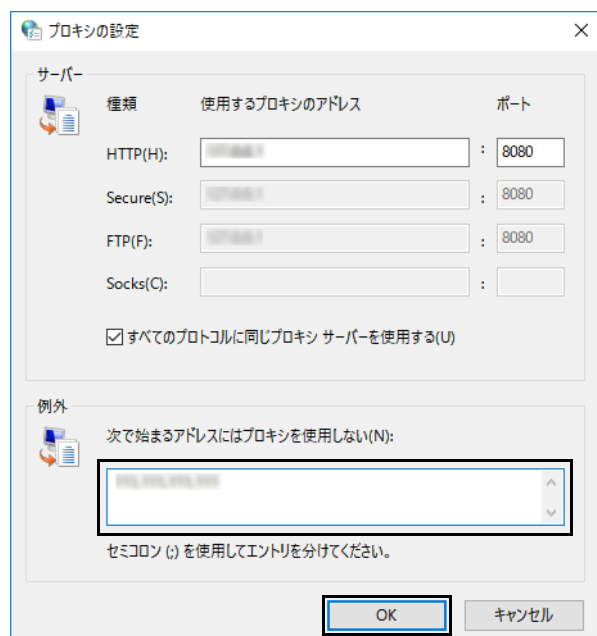 プロキシの設定
サーバー
種類 使用するプロキシのアドレス ポート
HTTP(H): : 8080
Secure(S): : 8080
FTP(F): : 8080
Socks(C): :
すべてのプロトコルに同じプロキシ サーバーを使用する(U)
例外
次で始まるアドレスにはプロキシを使用しない(N):
セミコロン (;) を使用してエントリを分けてください。
OK キャンセル